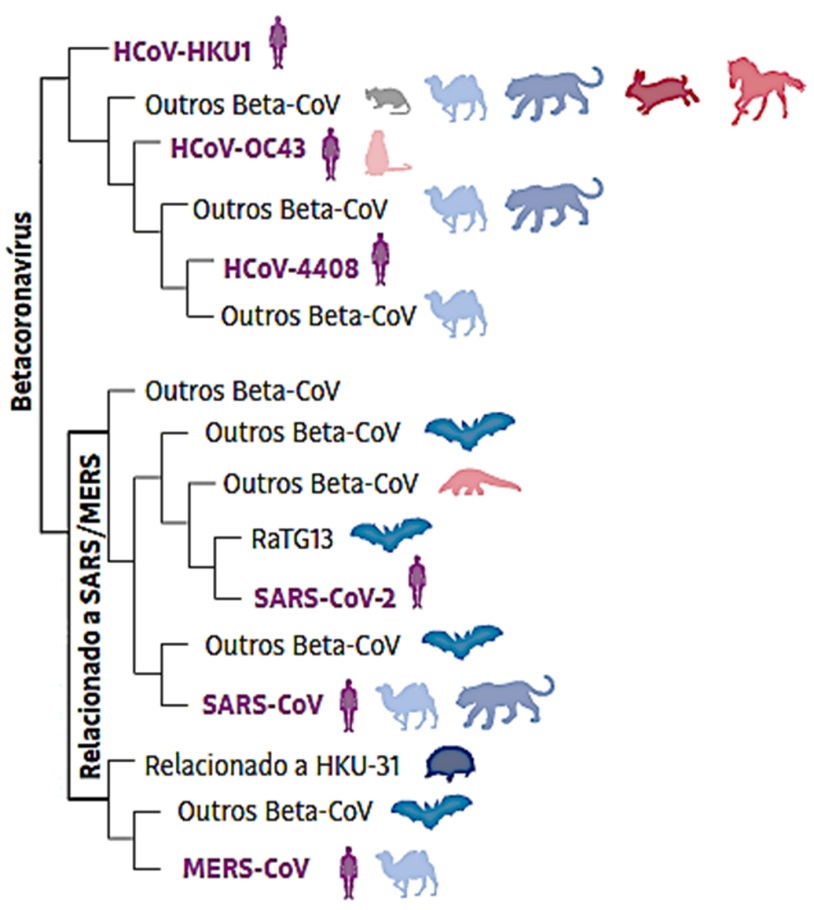 Betacoronavírus
HCoV-HKU1
Outros Beta-CoV
HCoV-OC43
Outros Beta-CoV
HCoV-4408
Outros Beta-CoV
Relacionado a SARS/MERS
Outros Beta-CoV
Outros Beta-CoV
Outros Beta-CoV
RaTG13
SARS-CoV-2
Outros Beta-CoV
SARS-CoV
Relacionado a HKU-31
Outros Beta-CoV
MERS-CoV